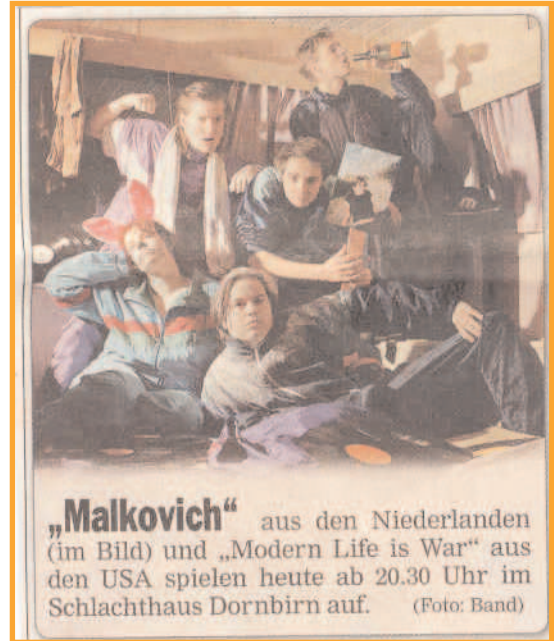 „Malkovich“ aus den Niederlanden
(im Bild) und „Modern Life is War“ aus
den USA spielen heute ab 20.30 Uhr im
Schlachthaus Dornbirn auf. (Foto: Band)